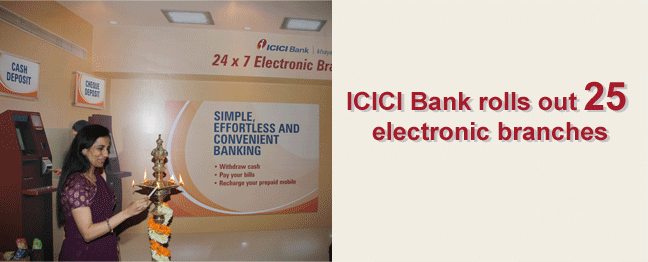 CASH
DEPOSIT
CHEQUE
DEPOSIT
ICICI Bank
24 x 7 Electronic Bra
SIMPLE,
EFFORTLESS AND
CONVENIENT
BANKING
• Withdraw cash
• Pay your bills
• Recharge your prepaid mobile
ICICI Bank rolls out 25
electronic branches